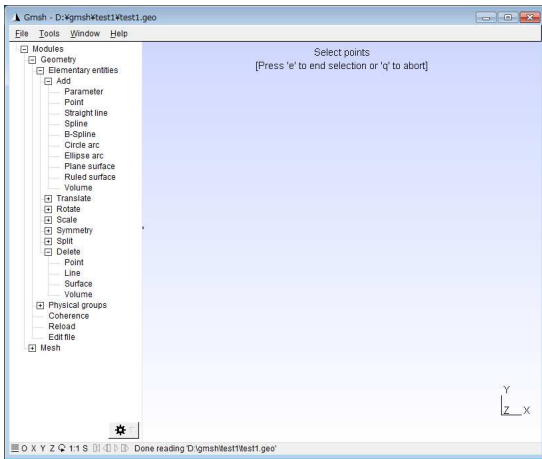 Gmsh - D:¥gmsh¥test1¥test1.geo
File Tools Window Help
Modules
Geometry
Elementary entities
Add
Parameter
Point
Straight line
Spline
B-Spline
Circle arc
Ellipse arc
Plane surface
Ruled surface
Volume
Translate
Rotate
Scale
Symmetry
Split
Delete
Point
Line
Surface
Volume
Physical groups
Coherence
Reload
Edit file
Mesh
Select points
[Press 'e' to end selection or 'q' to abort]
Y
Z X
O X Y Z 1:1 S Done reading 'D:\gmsh\test1\test1.geo'